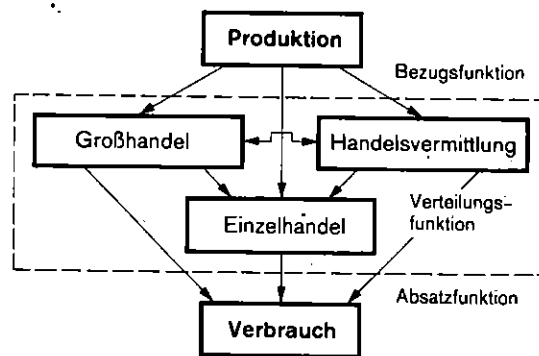 Produktion
Bezugsfunktion
Großhandel
Handelsvermittlung
Einzelhandel
Verteilungs-
funktion
Absatzfunktion
Verbrauch